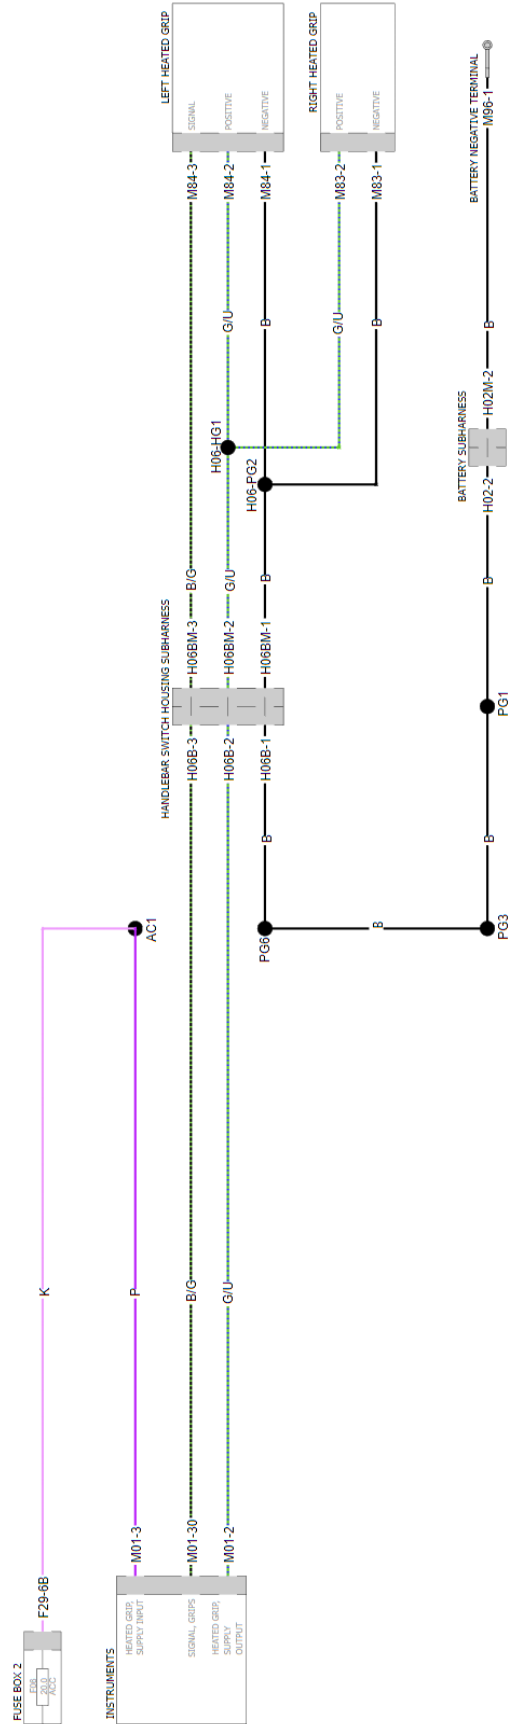 LEFT HEATED GRIP
SIGNAL
POSITIVE
NEGATIVE
M84-3
M84-2
M84-1
RIGHT HEATED GRIP
POSITIVE
NEGATIVE
M83-2
M83-1
BATTERY NEGATIVE TERMINAL
M96-1
G/U
B
G/U
B
B
H06-HG1
H06-PG2
BATTERY SUBHARNESS
H02M-2
H02-2
B/G
G/U
B
B
HANDLEBAR SWITCH HOUSING SUBHARNESS
H06BM-3
H06BM-2
H06BM-1
H06B-3
H06B-2
H06B-1
PG1
B
B
AC1
PG6
B
PG3
K
P
B/G
G/U
F29-6B
M01-3
M01-30
M01-2
FUSE BOX 2
F06
20.0
ACC
INSTRUMENTS
HEATED GRIP,
SUPPLY INPUT
SIGNAL, GRIPS
HEATED GRIP,
SUPPLY
OUTPUT